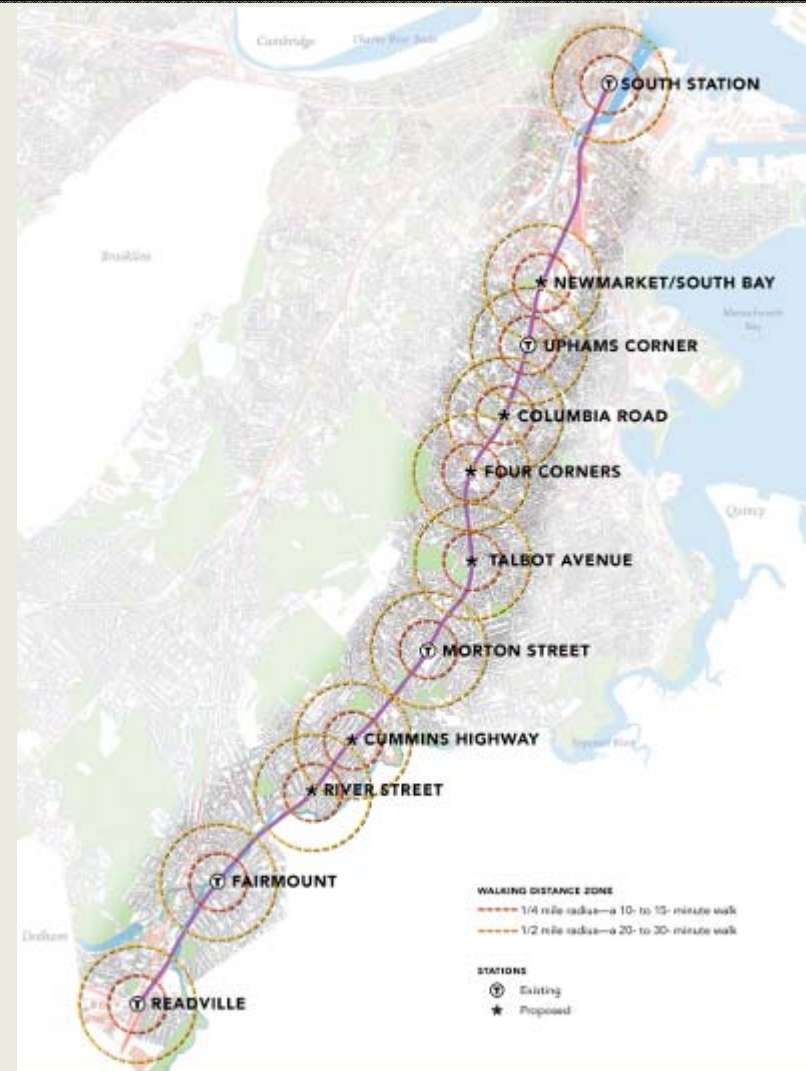 Cambridge
Charles River Basin
Ⓣ SOUTH STATION
Brookline
★ NEWMARKET/SOUTH BAY
Massachusetts
Bay
Ⓣ UPHAMS CORNER
★ COLUMBIA ROAD
★ FOUR CORNERS
Quincy
★ TALBOT AVENUE
Ⓣ MORTON STREET
★ CUMMINS HIGHWAY
River
★ RIVER STREET
Ⓣ FAIRMOUNT
WALKING DISTANCE ZONE
1/4 mile radius—a 10- to 15- minute walk
1/2 mile radius—a 20- to 30- minute walk
Dedham
STATIONS
Ⓣ Existing
★ Proposed
Ⓣ READVILLE